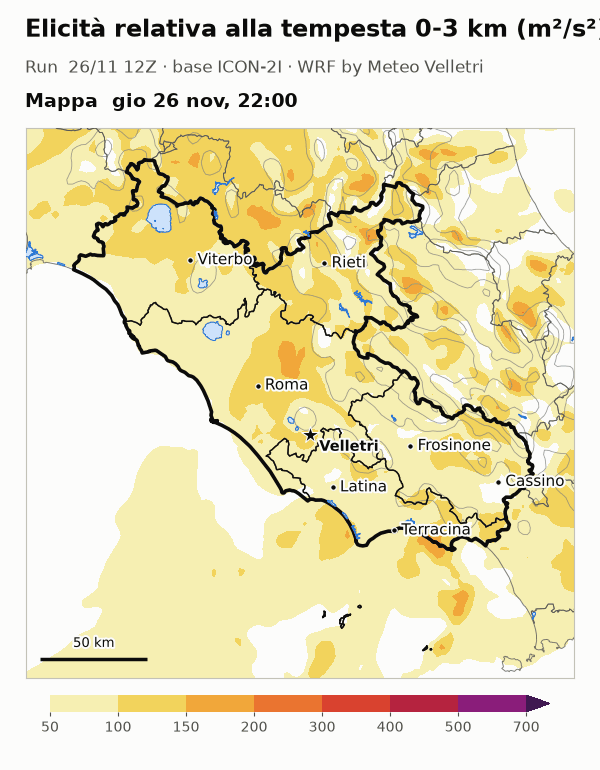 Elicità relativa alla tempesta 0-3 km (m²/s²)
Run  26/11 12Z · base ICON-2I · WRF by Meteo Velletri
Mappa  gio 26 nov, 22:00
Viterbo
Rieti
Roma
Velletri
Frosinone
Cassino
Latina
Terracina
50 km
50 100 150 200 300 400 500 700